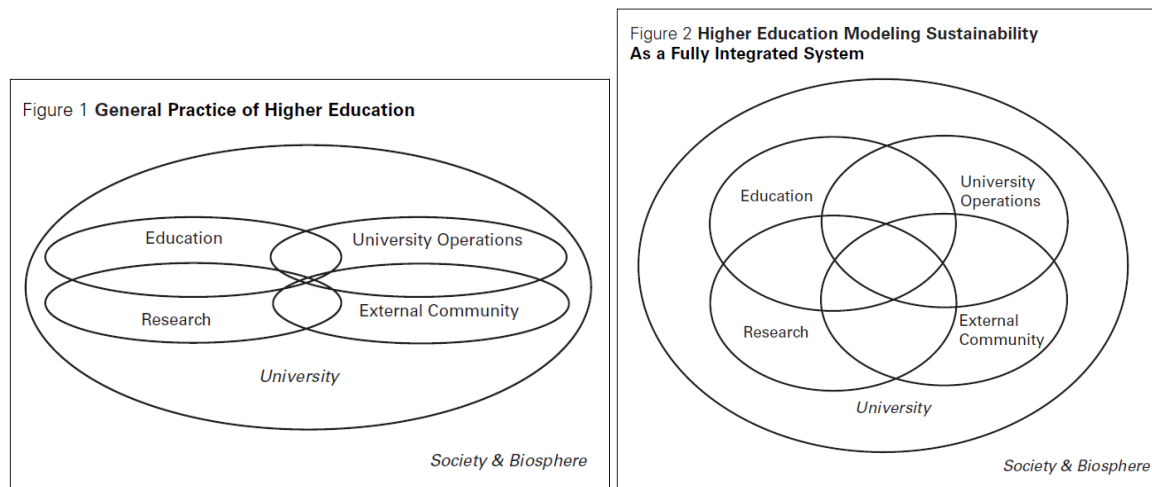 Figure 1 General Practice of Higher Education
Education
University Operations
Research
External Community
University
Society & Biosphere
Figure 2 Higher Education Modeling Sustainability
As a Fully Integrated System
Education
University
Operations
Research
External
Community
University
Society & Biosphere